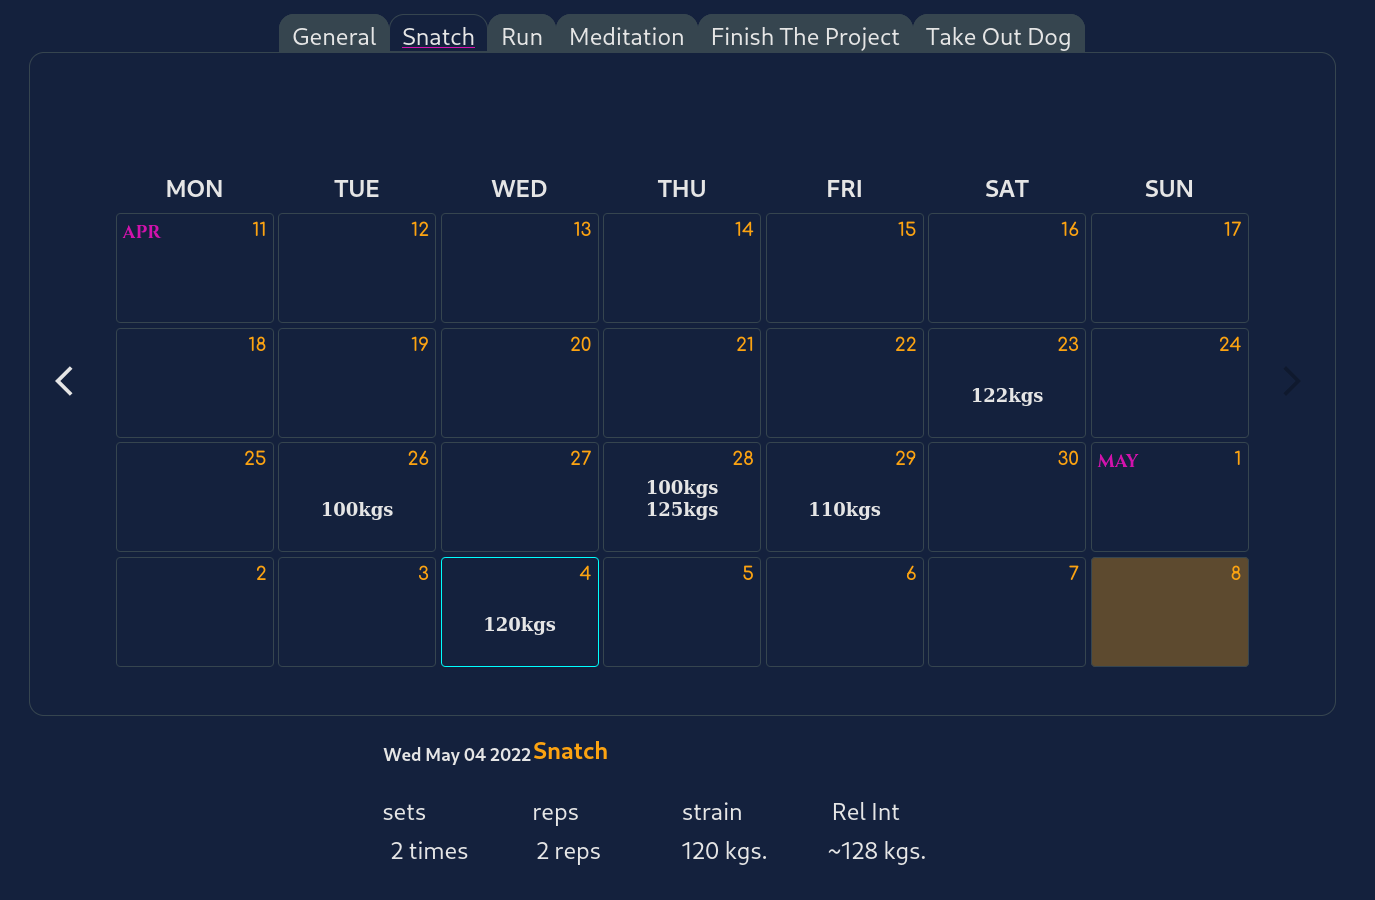 General Snatch Run Meditation Finish The Project Take Out Dog
MON TUE WED THU FRI SAT SUN
APR 11 12 13 14 15 16 17
18 19 20 21 22 23 24
122kgs
25 26 27 28 29 30 MAY 1
100kgs
100kgs 125kgs 110kgs
2 3 4 5 6 7 8
120kgs
Wed May 04 2022 Snatch
sets reps strain Rel Int
2 times 2 reps 120 kgs. ~128 kgs.